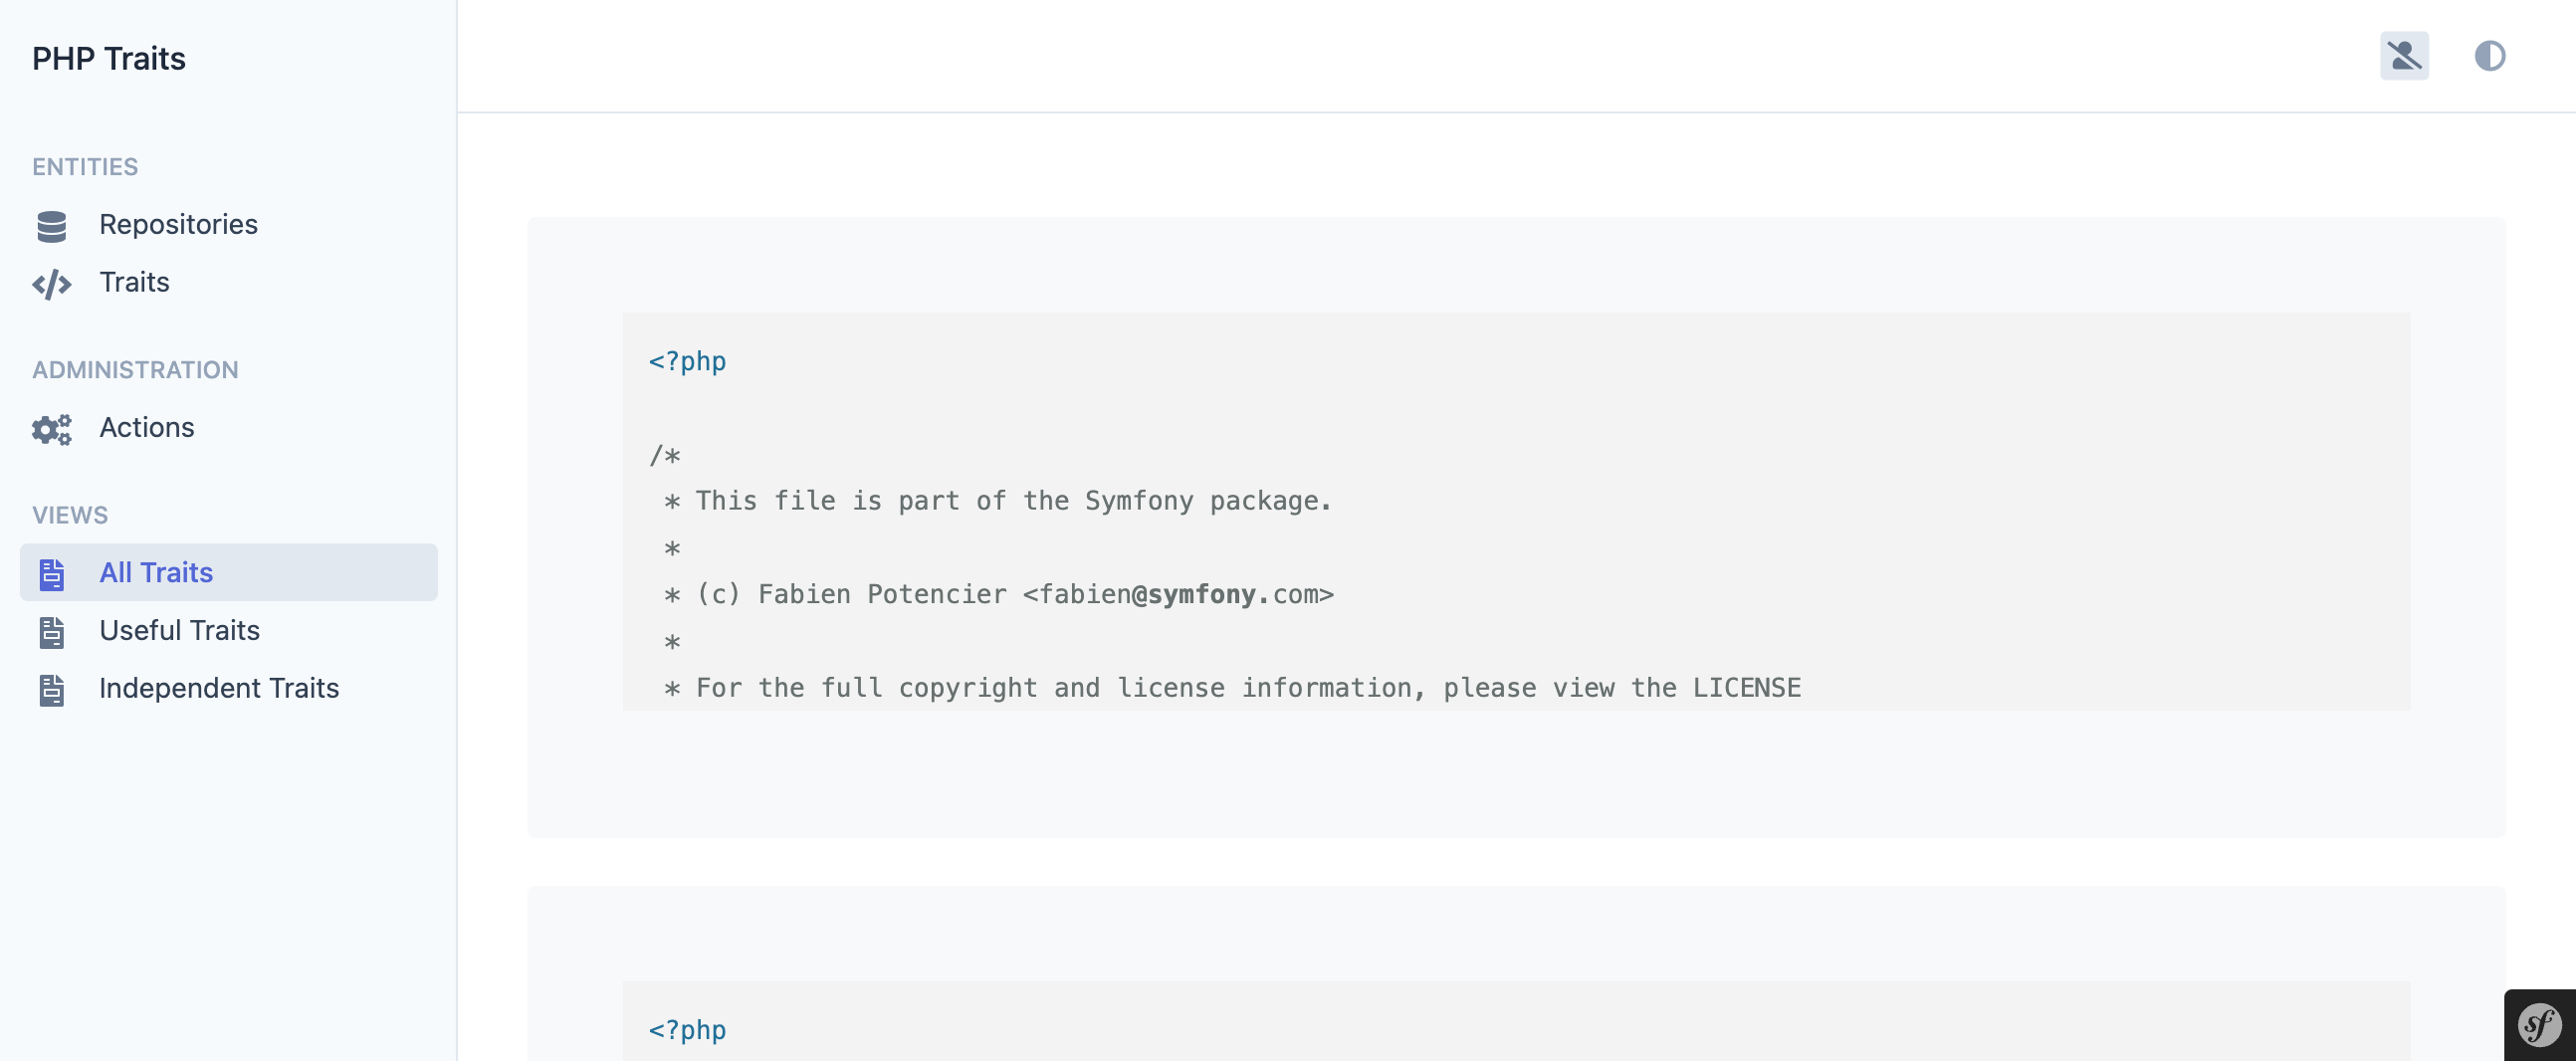 PHP Traits
ENTITIES
Repositories
Traits
ADMINISTRATION
Actions
VIEWS
All Traits
Useful Traits
Independent Traits
<?php
/*
 * This file is part of the Symfony package.
 *
 * (c) Fabien Potencier <fabien@symfony.com>
 *
 * For the full copyright and license information, please view the LICENSE
<?php
sf